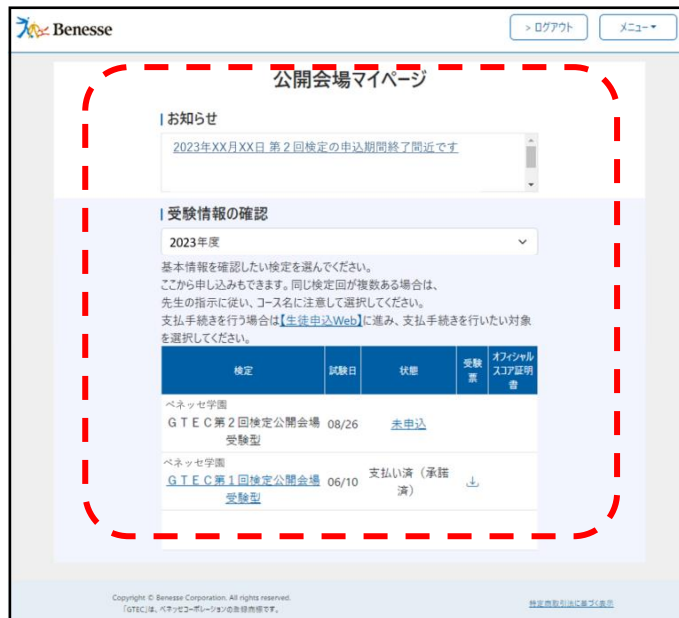 Benesse
> ログアウト
メニュー
公開会場マイページ
お知らせ
2023年XX月XX日 第２回検定の申込期間終了間近です
受験情報の確認
2023年度
基本情報を確認したい検定を選んでください。
ここから申し込みもできます。同じ検定回が複数ある場合は、
先生の指示に従い、コース名に注意して選択してください。
支払手続きを行う場合は【生徒申込Web】に進み、支払手続きを行いたい対象
を選択してください。
検定 試験日 状態 受験票 オフィシャルスコア証明書
ベネッセ学園
ＧＴＥＣ第２回検定公開会場 08/26 未申込
受験型
ベネッセ学園
ＧＴＥＣ第１回検定公開会場 06/10 支払い済（承諾済）
受験型
Copyright © Benesse Corporation. All rights reserved.
「GTEC」は、ベネッセコーポレーションの登録商標です。
特定商取引法に基づく表示